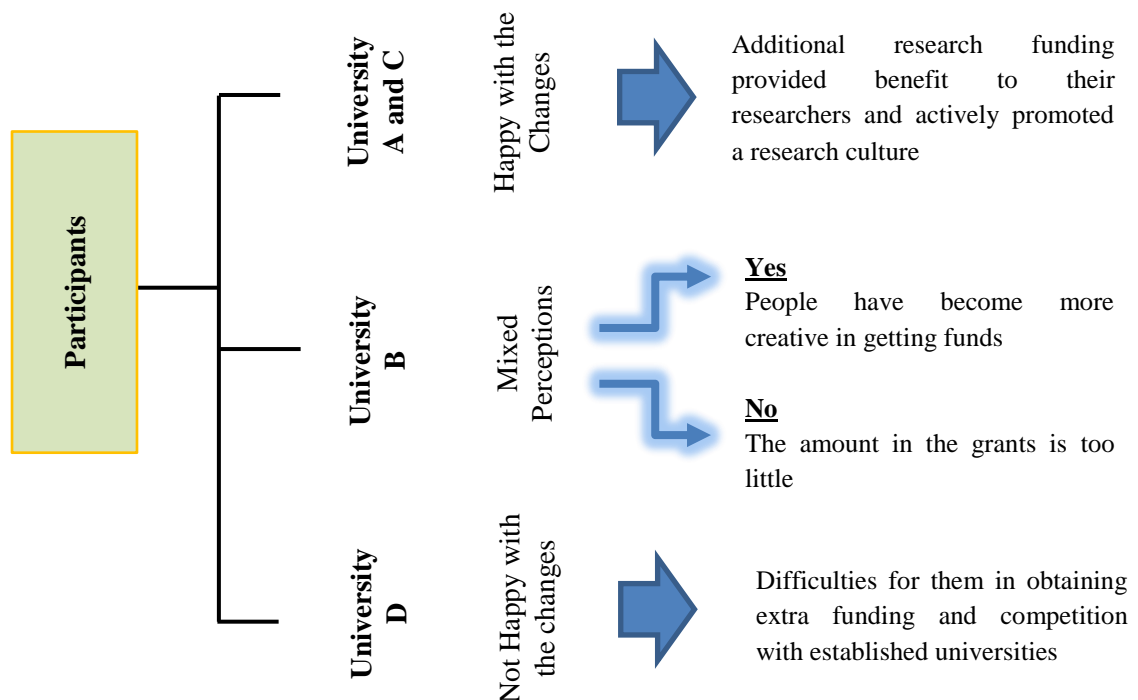 Participants
University
A and C
Happy with the
Changes
Additional research funding
provided benefit to their
researchers and actively promoted
a research culture
University
B
Mixed
Perceptions
Yes
People have become more
creative in getting funds
No
The amount in the grants is too
little
University
D
Not Happy with
the changes
Difficulties for them in obtaining
extra funding and competition
with established universities